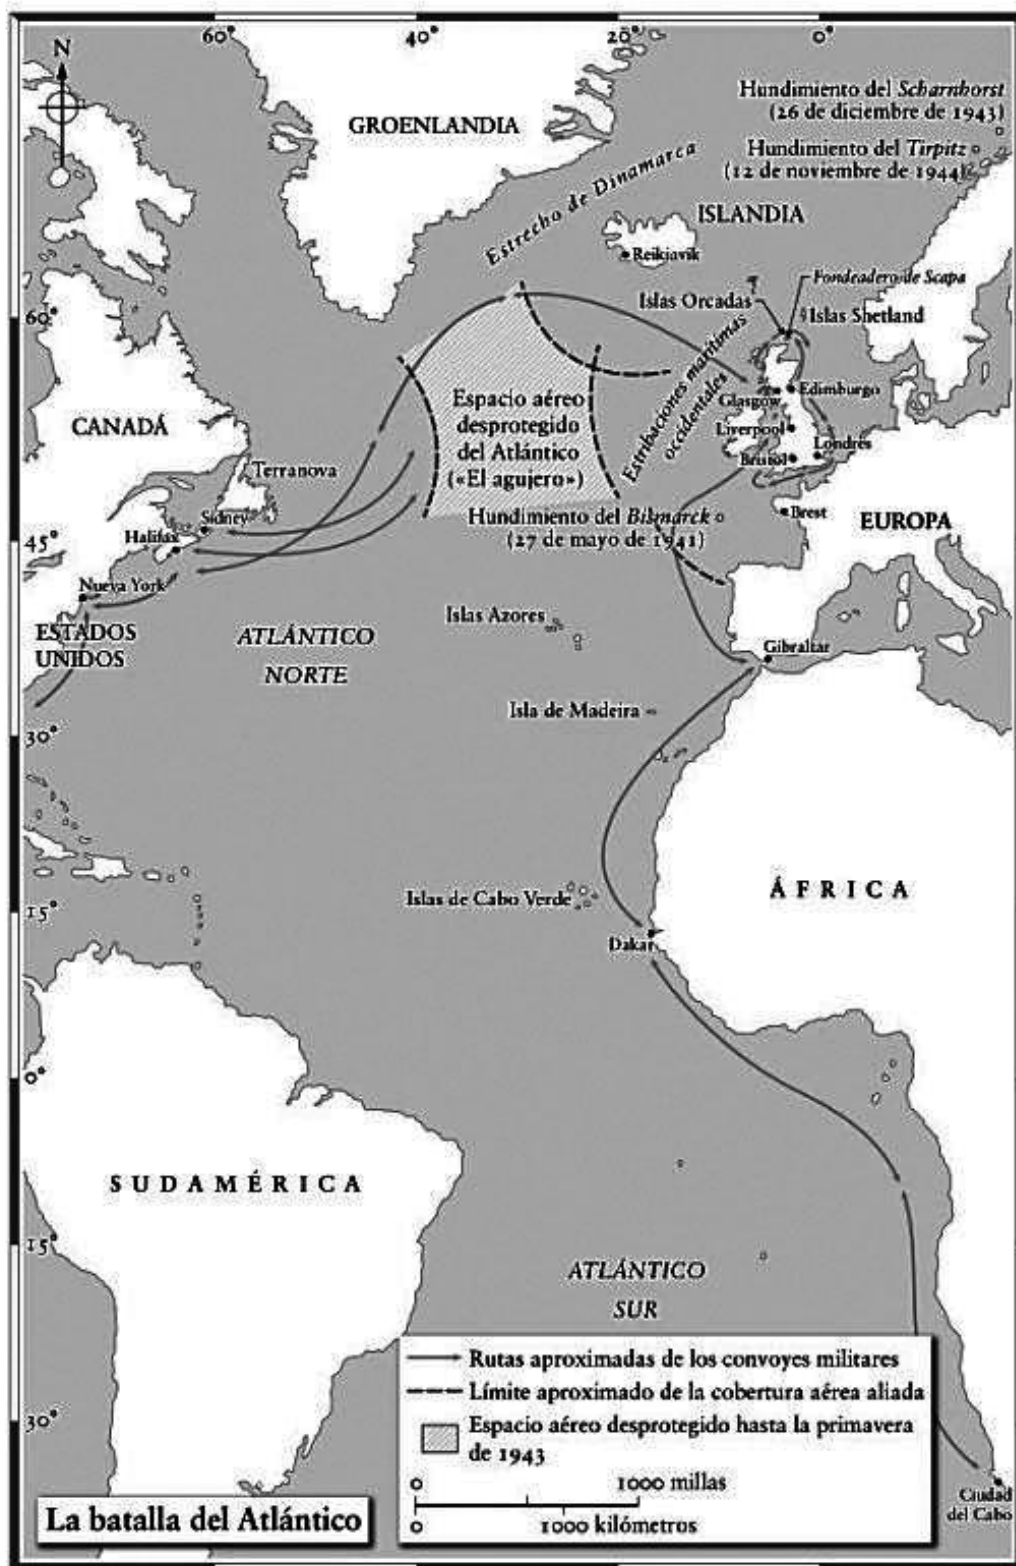 60°
40°
20°
0°
N
Hundimiento del Scharnhorst
(26 de diciembre de 1943)
GROENLANDIA
Hundimiento del Tirpitz
(12 de noviembre de 1944)
Estrecho de Dinamarca
ISLANDIA
Reikiavik
Fondeadero de Scapa
Islas Orcadas
Islas Shetland
60°
Estribaciones marítimas
occidentales
Espacio aéreo
desprotegido
del Atlántico
(«El agujero»)
Glasgow
Edimburgo
CANADÁ
Liverpool
Londres
Bristol
Terranova
Sidney
Halifax
Hundimiento del Bismarck
(27 de mayo de 1941)
Brest
EUROPA
45°
Nueva York
ESTADOS
UNIDOS
Islas Azores
ATLÁNTICO
NORTE
Gibraltar
Isla de Madeira
30°
Islas de Cabo Verde
ÁFRICA
15°
Dakar
0°
SUDAMÉRICA
15°
ATLÁNTICO
SUR
Rutas aproximadas de los convoyes militares
Límite aproximado de la cobertura aérea aliada
Espacio aéreo desprotegido hasta la primavera
de 1943
30°
0 1000 millas
0 1000 kilómetros
La batalla del Atlántico
Ciudad
del Cabo